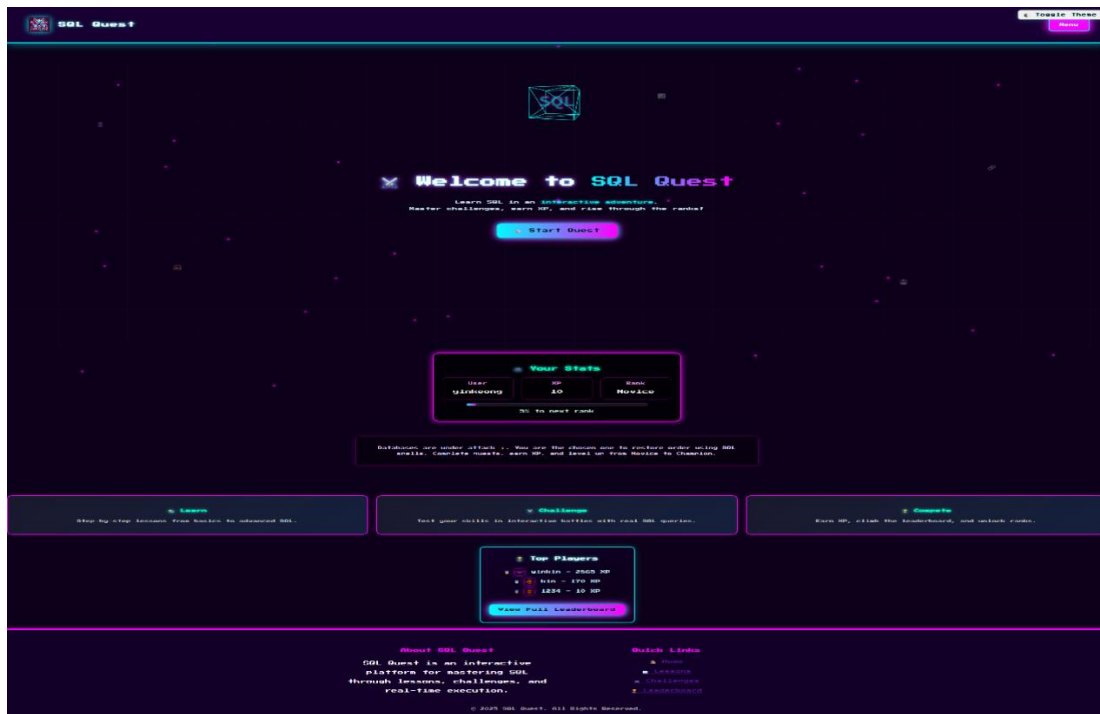 SQL Quest
Toggle Theme
Menu
SQL
Welcome to SQL Quest
Learn SQL in an interactive adventure.
Master challenges, earn XP, and rise through the ranks!
Start Quest
Your Stats
User
yinkeong
XP
10
Rank
Novice
5% to next rank
Databases are under attack :. You are the chosen one to restore order using SQL
spells. Complete quests, earn XP, and level up from Novice to Champion.
Learn
Step-by-step lessons from basics to advanced SQL.
Challenge
Test your skills in interactive battles with real SQL queries.
Compete
Earn XP, climb the leaderboard, and unlock ranks.
Top Players
yinkin - 2565 XP
kin - 170 XP
1234 - 10 XP
View Full Leaderboard
About SQL Quest
SQL Quest is an interactive
platform for mastering SQL
through lessons, challenges, and
real-time execution.
Quick Links
Home
Lessons
Challenges
Leaderboard
© 2025 SQL Quest. All Rights Reserved.